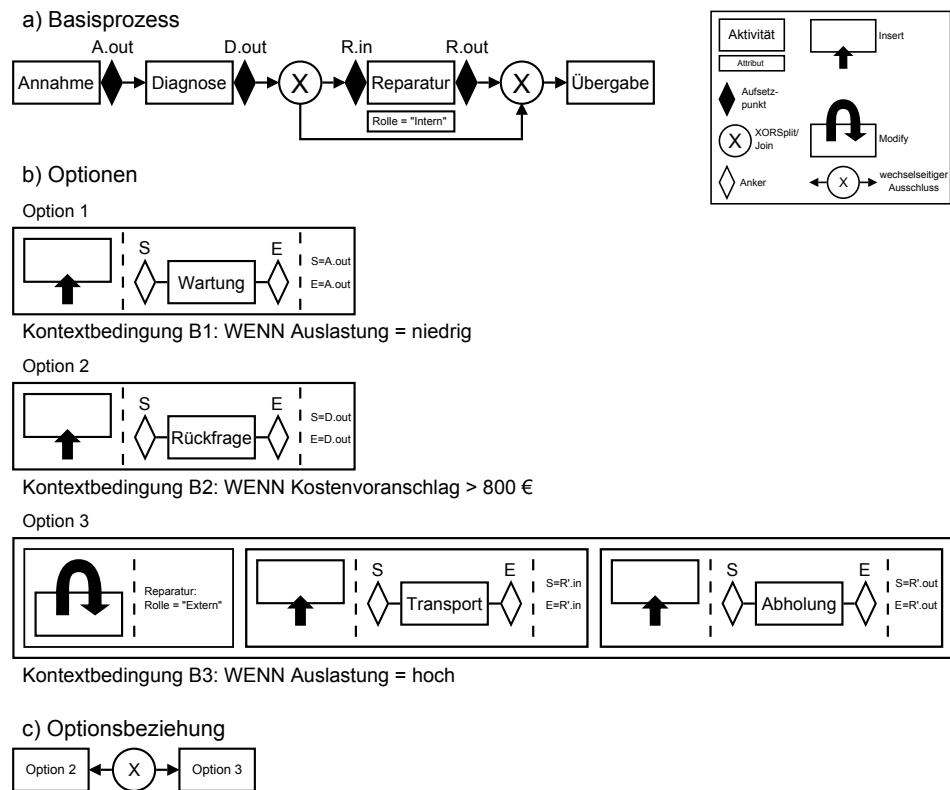 a) Basisprozess
A.out D.out R.in R.out
Annahme Diagnose X Reparatur X Übergabe
Rolle = "Intern"
Aktivität
Attribut
Insert
Aufsetz-
punkt
X XORSplit/
Join
Modify
Anker
X wechselseitiger
Ausschluss
b) Optionen
Option 1
S E
Wartung
S=A.out
E=A.out
Kontextbedingung B1: WENN Auslastung = niedrig
Option 2
S E
Rückfrage
S=D.out
E=D.out
Kontextbedingung B2: WENN Kostenvoranschlag > 800 €
Option 3
Reparatur:
Rolle = "Extern"
S E
Transport
S=R'.in
E=R'.in
S E
Abholung
S=R'.out
E=R'.out
Kontextbedingung B3: WENN Auslastung = hoch
c) Optionsbeziehung
Option 2 X Option 3